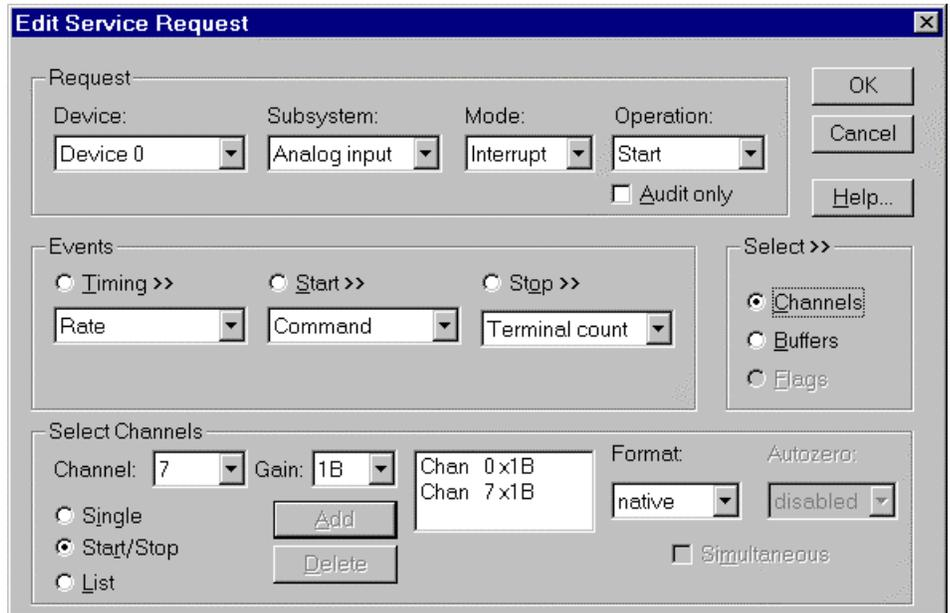 Edit Service Request
Request
OK
Device: Subsystem: Mode: Operation:
Device 0 Analog input Interrupt Start
Cancel
Audit only
Help...
Events
Select >>
Timing >> Start >> Stop >>
Channels
Rate Command Terminal count
Buffers
Flags
Select Channels
Channel: 7 Gain: 1B
Chan 0 x1B
Chan 7 x1B
Format: Autozero:
native disabled
Single
Add
Start/Stop
Delete
Simultaneous
List